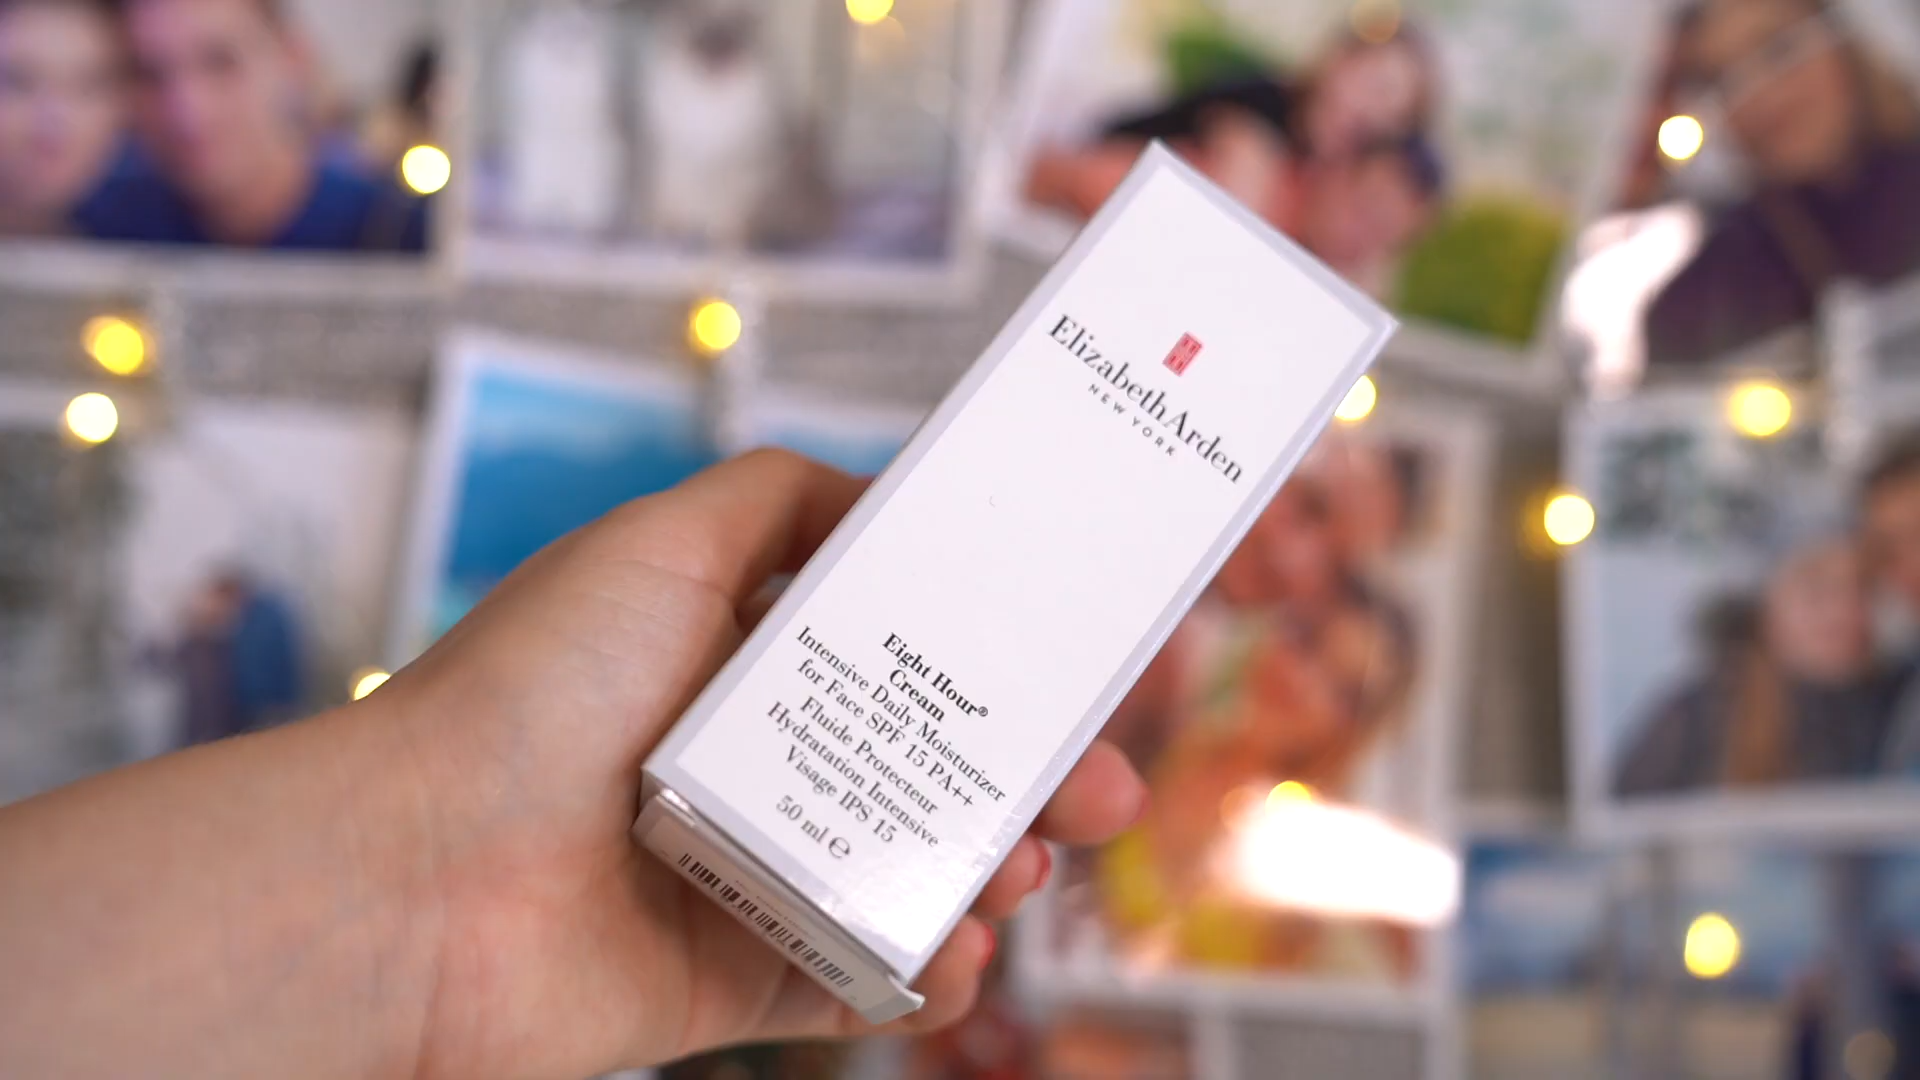 Elizabeth Arden
NEW YORK
Eight Hour®
Cream
Intensive Daily Moisturizer
for Face SPF 15 PA++
Fluide Protecteur
Hydratation Intensive
Visage IPS 15
50 ml ℮